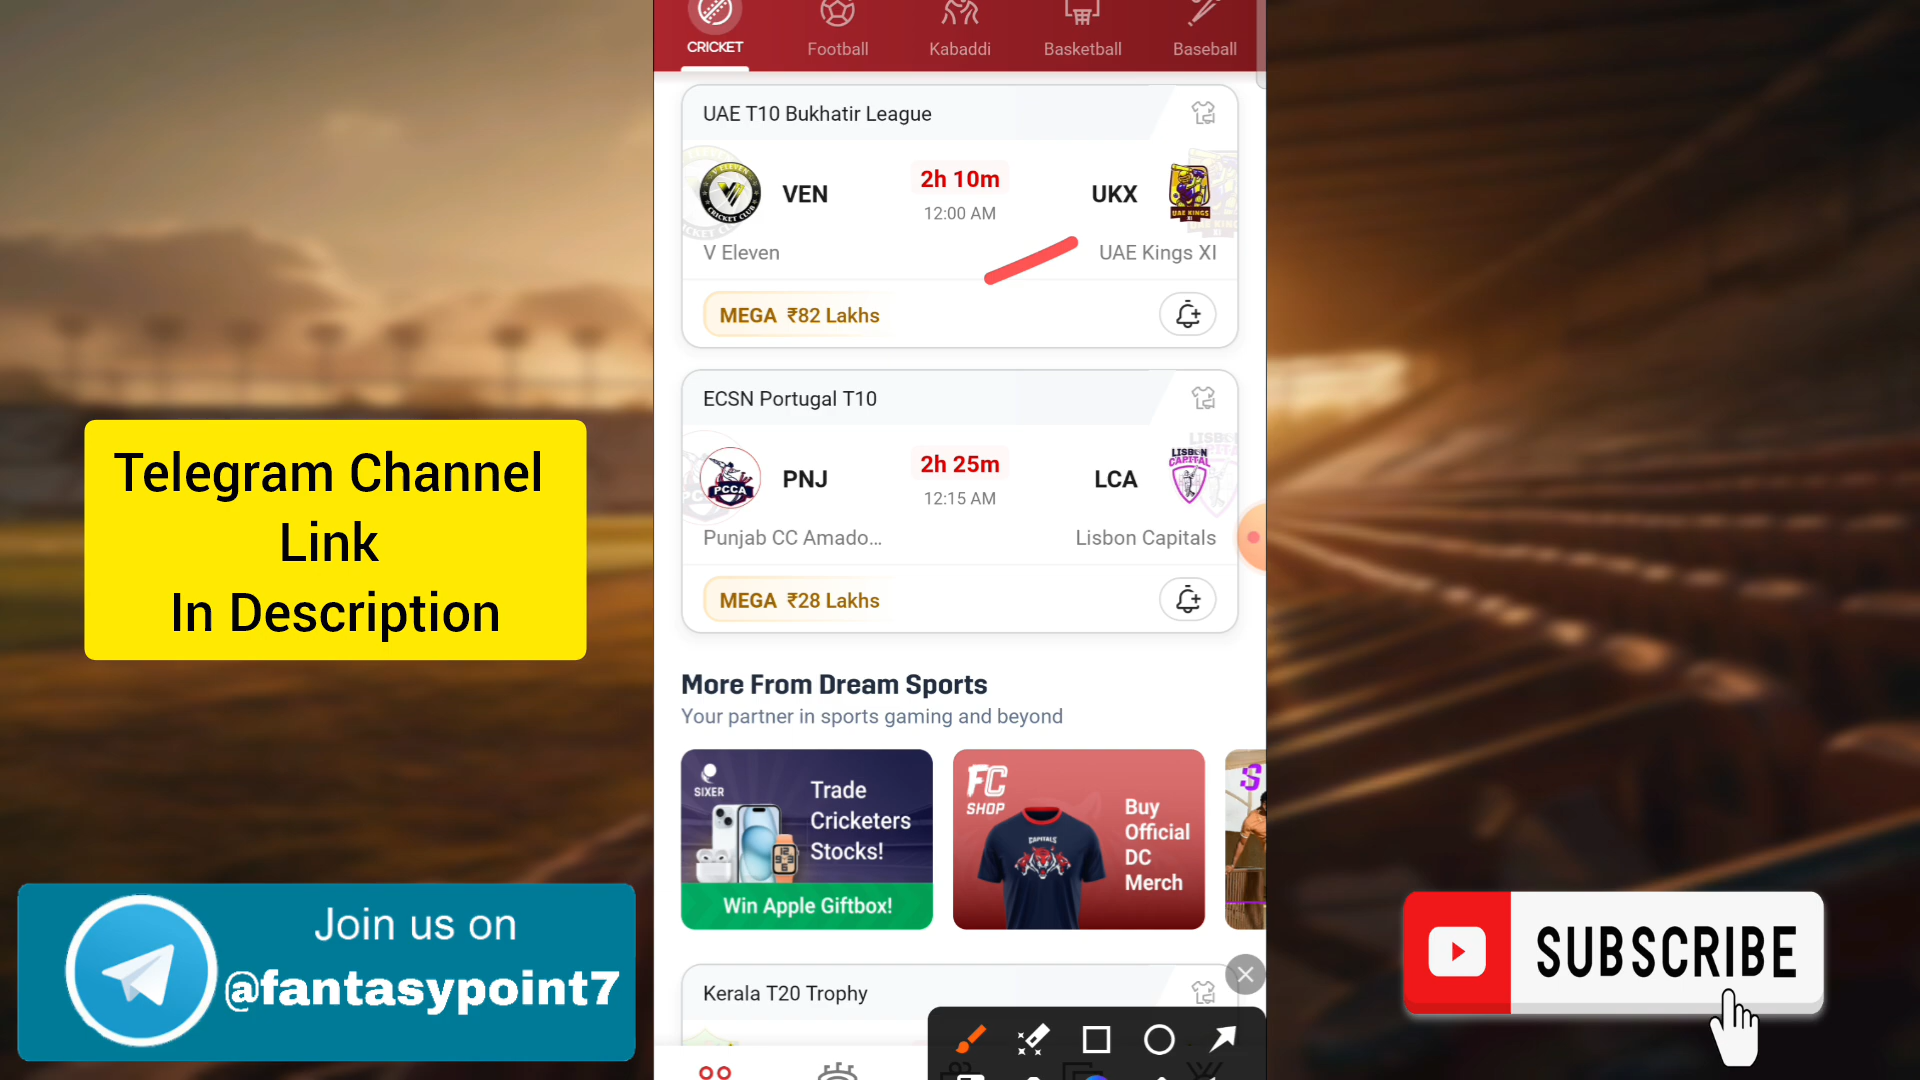 CRICKET
Football
Kabaddi
Basketball
Baseball
UAE T10 Bukhatir League
VEN
2h 10m
12:00 AM
UKX
V Eleven
UAE Kings XI
MEGA ₹82 Lakhs
ECSN Portugal T10
PNJ
2h 25m
12:15 AM
LCA
PCCA
LISBON
CAPITAL
Punjab CC Amado...
Lisbon Capitals
MEGA ₹28 Lakhs
More From Dream Sports
Your partner in sports gaming and beyond
SIXER
Trade
Cricketers
Stocks!
Win Apple Giftbox!
FC
SHOP
CAPITALS
Buy
Official
DC
Merch
Kerala T20 Trophy
Telegram Channel
Link
In Description
Join us on
@fantasypoint7
SUBSCRIBE